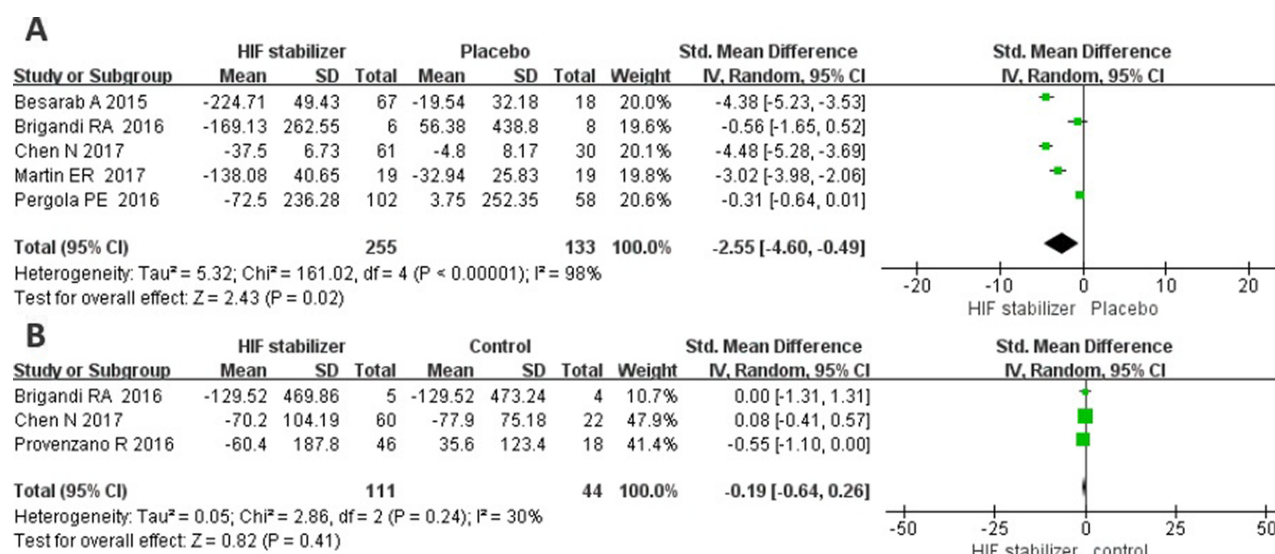 A
HIF stabilizer Placebo Std. Mean Difference Std. Mean Difference
Study or Subgroup Mean SD Total Mean SD Total Weight IV, Random, 95% CI IV, Random, 95% CI
Besarab A 2015 -224.71 49.43 67 -19.54 32.18 18 20.0% -4.38 [-5.23, -3.53]
Brigandi RA 2016 -169.13 262.55 6 56.38 438.8 8 19.6% -0.56 [-1.65, 0.52]
Chen N 2017 -37.5 6.73 61 -4.8 8.17 30 20.1% -4.48 [-5.28, -3.69]
Martin ER 2017 -138.08 40.65 19 -32.94 25.83 19 19.8% -3.02 [-3.98, -2.06]
Pergola PE 2016 -72.5 236.28 102 3.75 252.35 58 20.6% -0.31 [-0.64, 0.01]
Total (95% CI) 255 133 100.0% -2.55 [-4.60, -0.49]
Heterogeneity: Tau² = 5.32; Chi² = 161.02, df = 4 (P < 0.00001); I² = 98%
Test for overall effect: Z = 2.43 (P = 0.02)
-20 -10 0 10 20
HIF stabilizer Placebo
B
HIF stabilizer Control Std. Mean Difference Std. Mean Difference
Study or Subgroup Mean SD Total Mean SD Total Weight IV, Random, 95% CI IV, Random, 95% CI
Brigandi RA 2016 -129.52 469.86 5 -129.52 473.24 4 10.7% 0.00 [-1.31, 1.31]
Chen N 2017 -70.2 104.19 60 -77.9 75.18 22 47.9% 0.08 [-0.41, 0.57]
Provenzano R 2016 -60.4 187.8 46 35.6 123.4 18 41.4% -0.55 [-1.10, 0.00]
Total (95% CI) 111 44 100.0% -0.19 [-0.64, 0.26]
Heterogeneity: Tau² = 0.05; Chi² = 2.86, df = 2 (P = 0.24); I² = 30%
Test for overall effect: Z = 0.82 (P = 0.41)
-50 -25 0 25 50
HIF stabilizer control